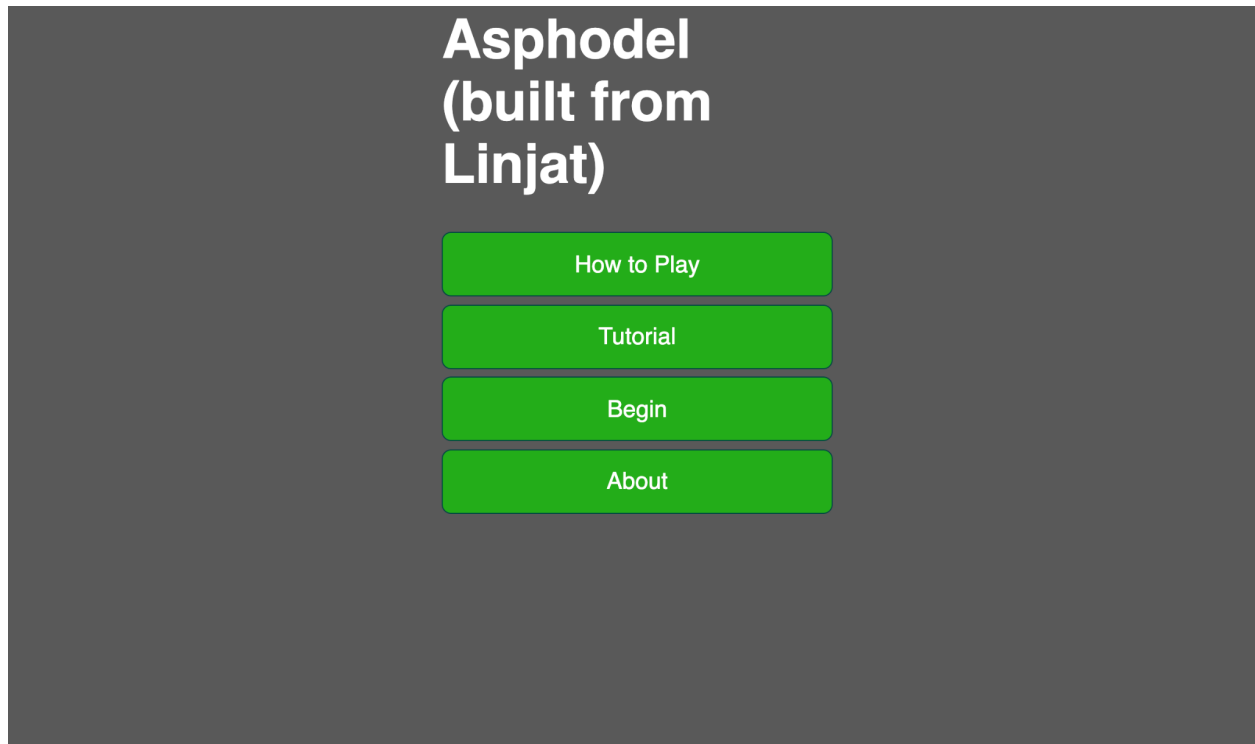 Asphodel
(built from
Linjat)
How to Play
Tutorial
Begin
About